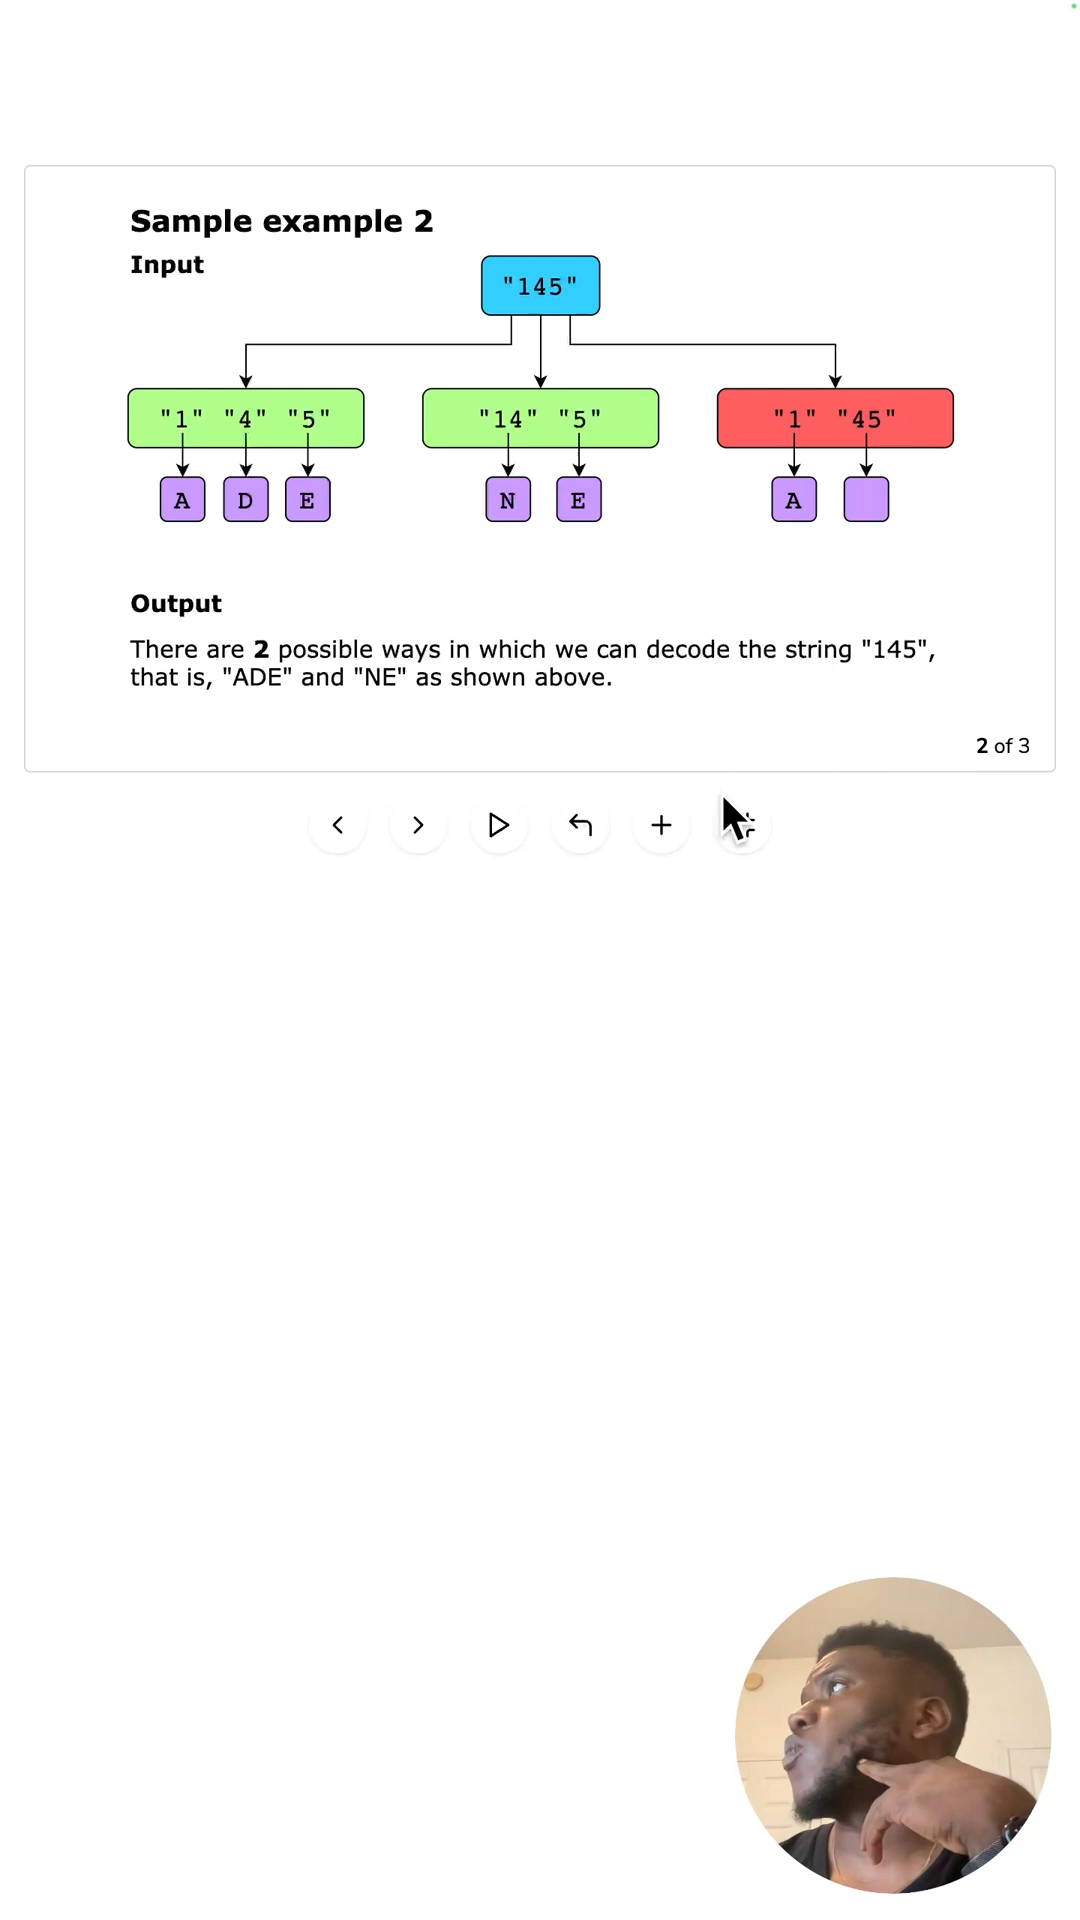 Sample example 2
Input
"145"
"1" "4" "5"
"14" "5"
"1" "45"
A D E
N E
A
Output
There are 2 possible ways in which we can decode the string "145",
that is, "ADE" and "NE" as shown above.
2 of 3